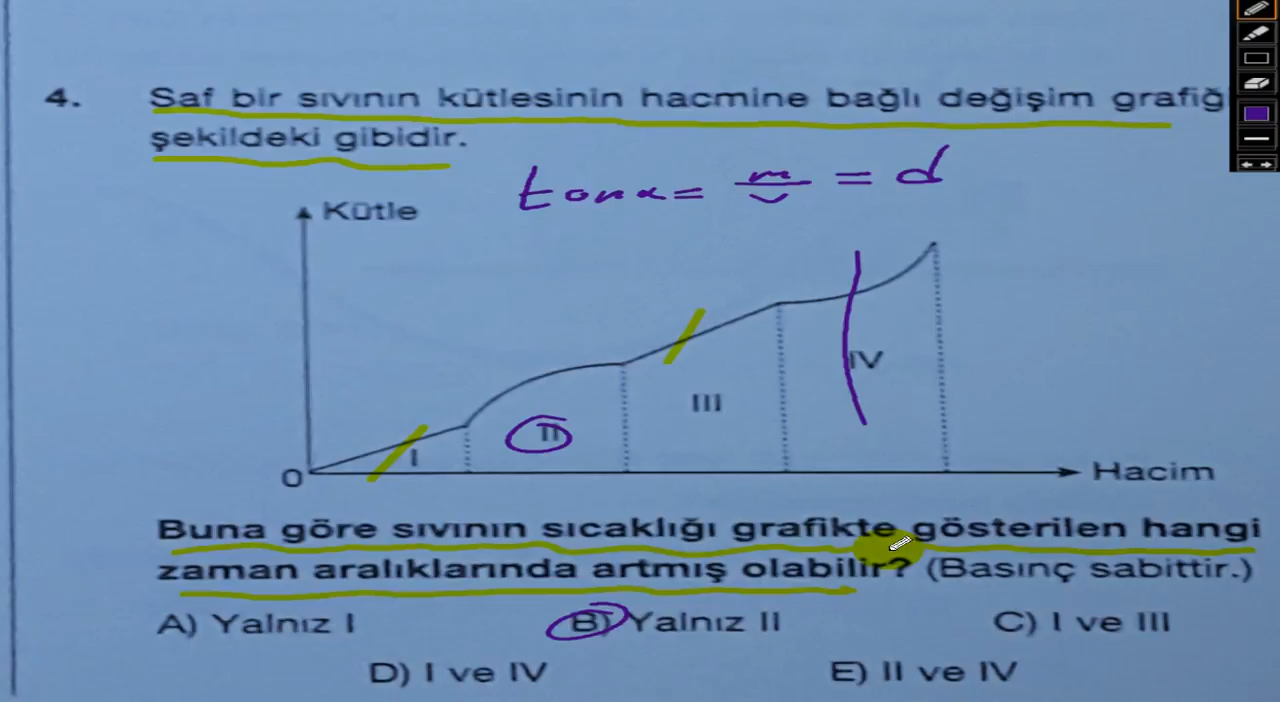 4. Saf bir sıvının kütlesinin hacmine bağlı değişim grafiğ
şekildeki gibidir.
tanα = m/v = d
Kütle
IV
III
II
I
0
Hacim
Buna göre sıvının sıcaklığı grafikte gösterilen hangi
zaman aralıklarında artmış olabilir? (Basınç sabittir.)
A) Yalnız I B) Yalnız II C) I ve III
D) I ve IV E) II ve IV